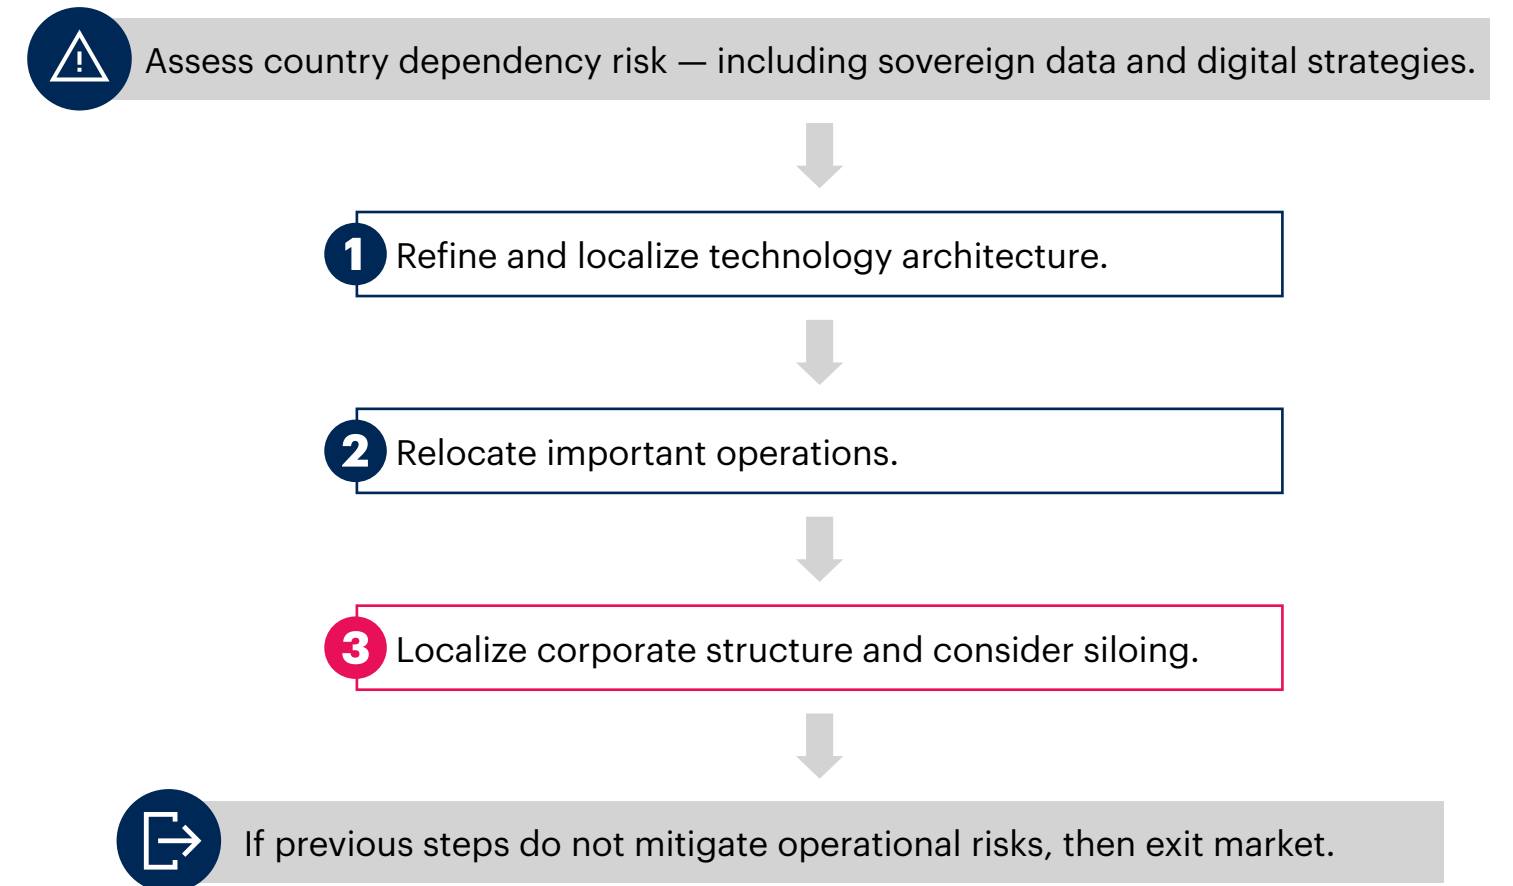 Assess country dependency risk — including sovereign data and digital strategies.
1 Refine and localize technology architecture.
2 Relocate important operations.
3 Localize corporate structure and consider siloing.
If previous steps do not mitigate operational risks, then exit market.